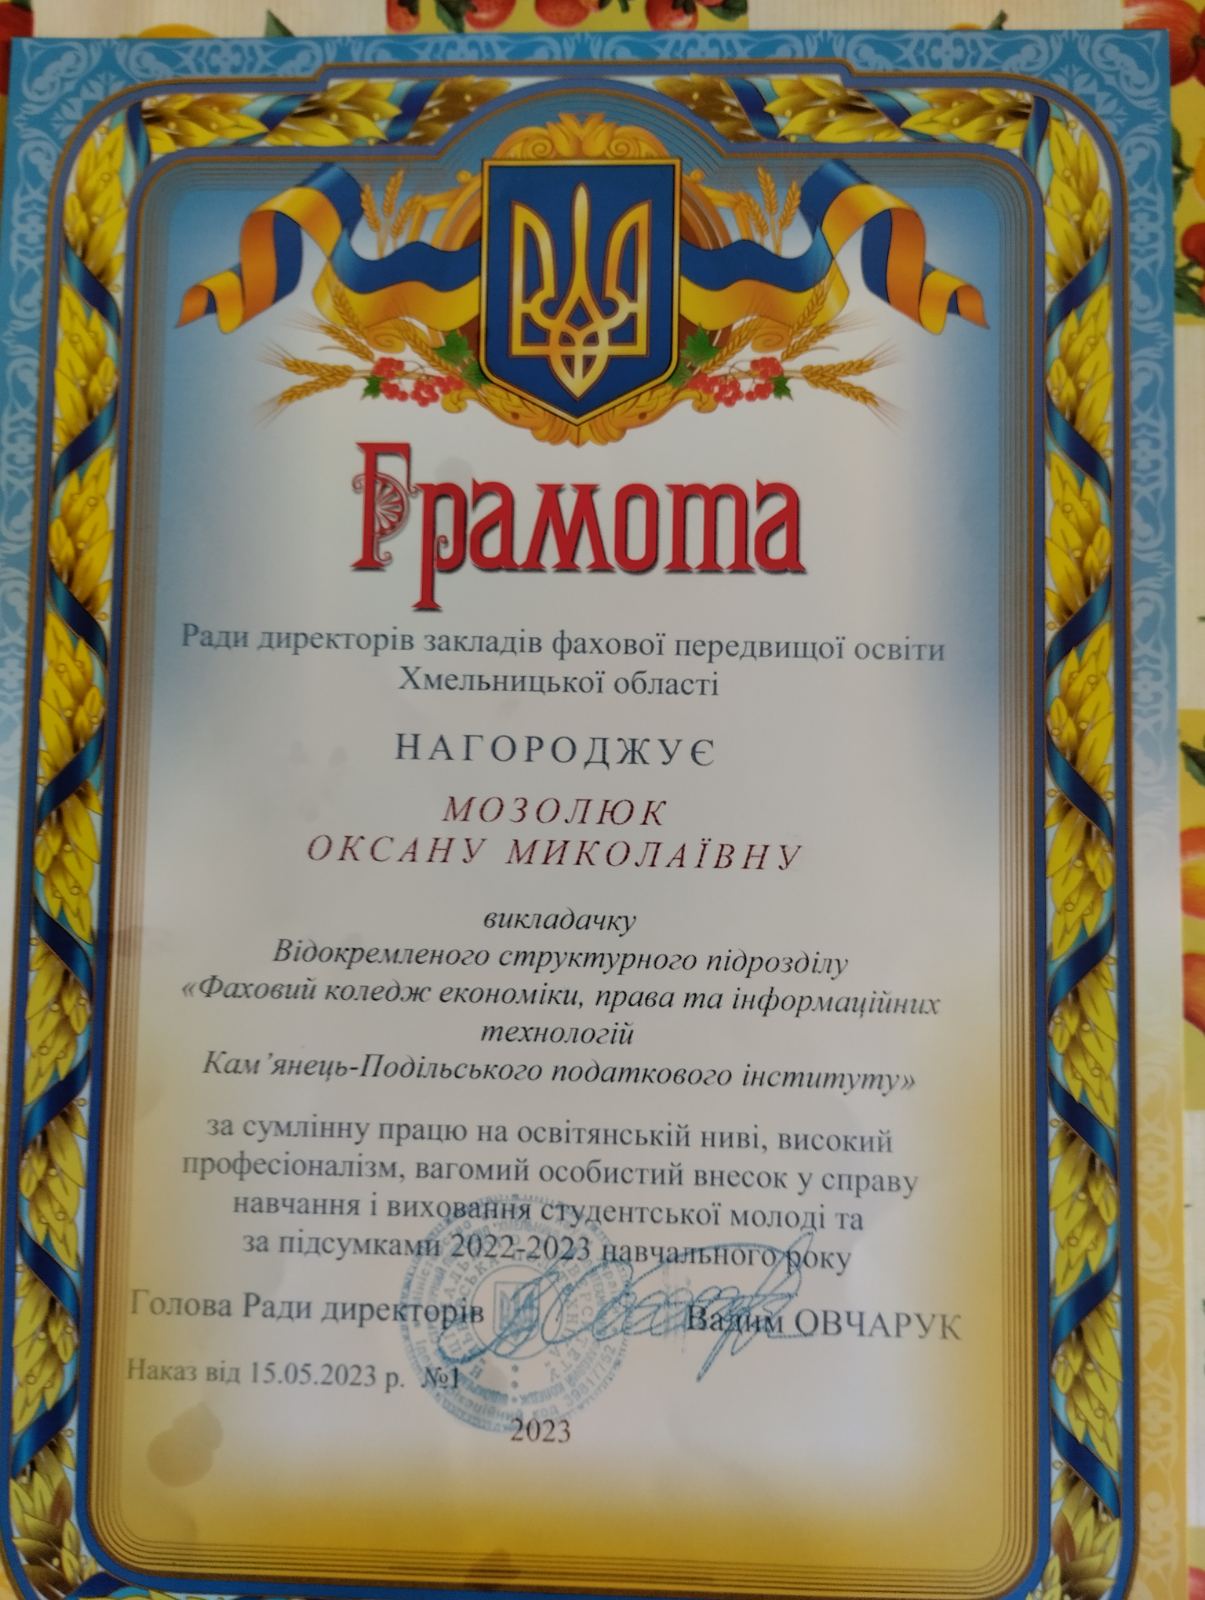 Грамота
Ради директорів закладів фахової передвищої освіти
Хмельницької області
НАГОРОДЖУЄ
МОЗОЛЮК
ОКСАНУ МИКОЛАЇВНУ
викладачку
Відокремленого структурного підрозділу
«Фаховий коледж економіки, права та інформаційних
технологій
Кам’янець-Подільського податкового інституту»
за сумлінну працю на освітянській ниві, високий
професіоналізм, вагомий особистий внесок у справу
навчання і виховання студентської молоді та
за підсумками 2022-2023 навчального року
Голова Ради директорів Вадим ОВЧАРУК
Наказ від 15.05.2023 р. №1
2023